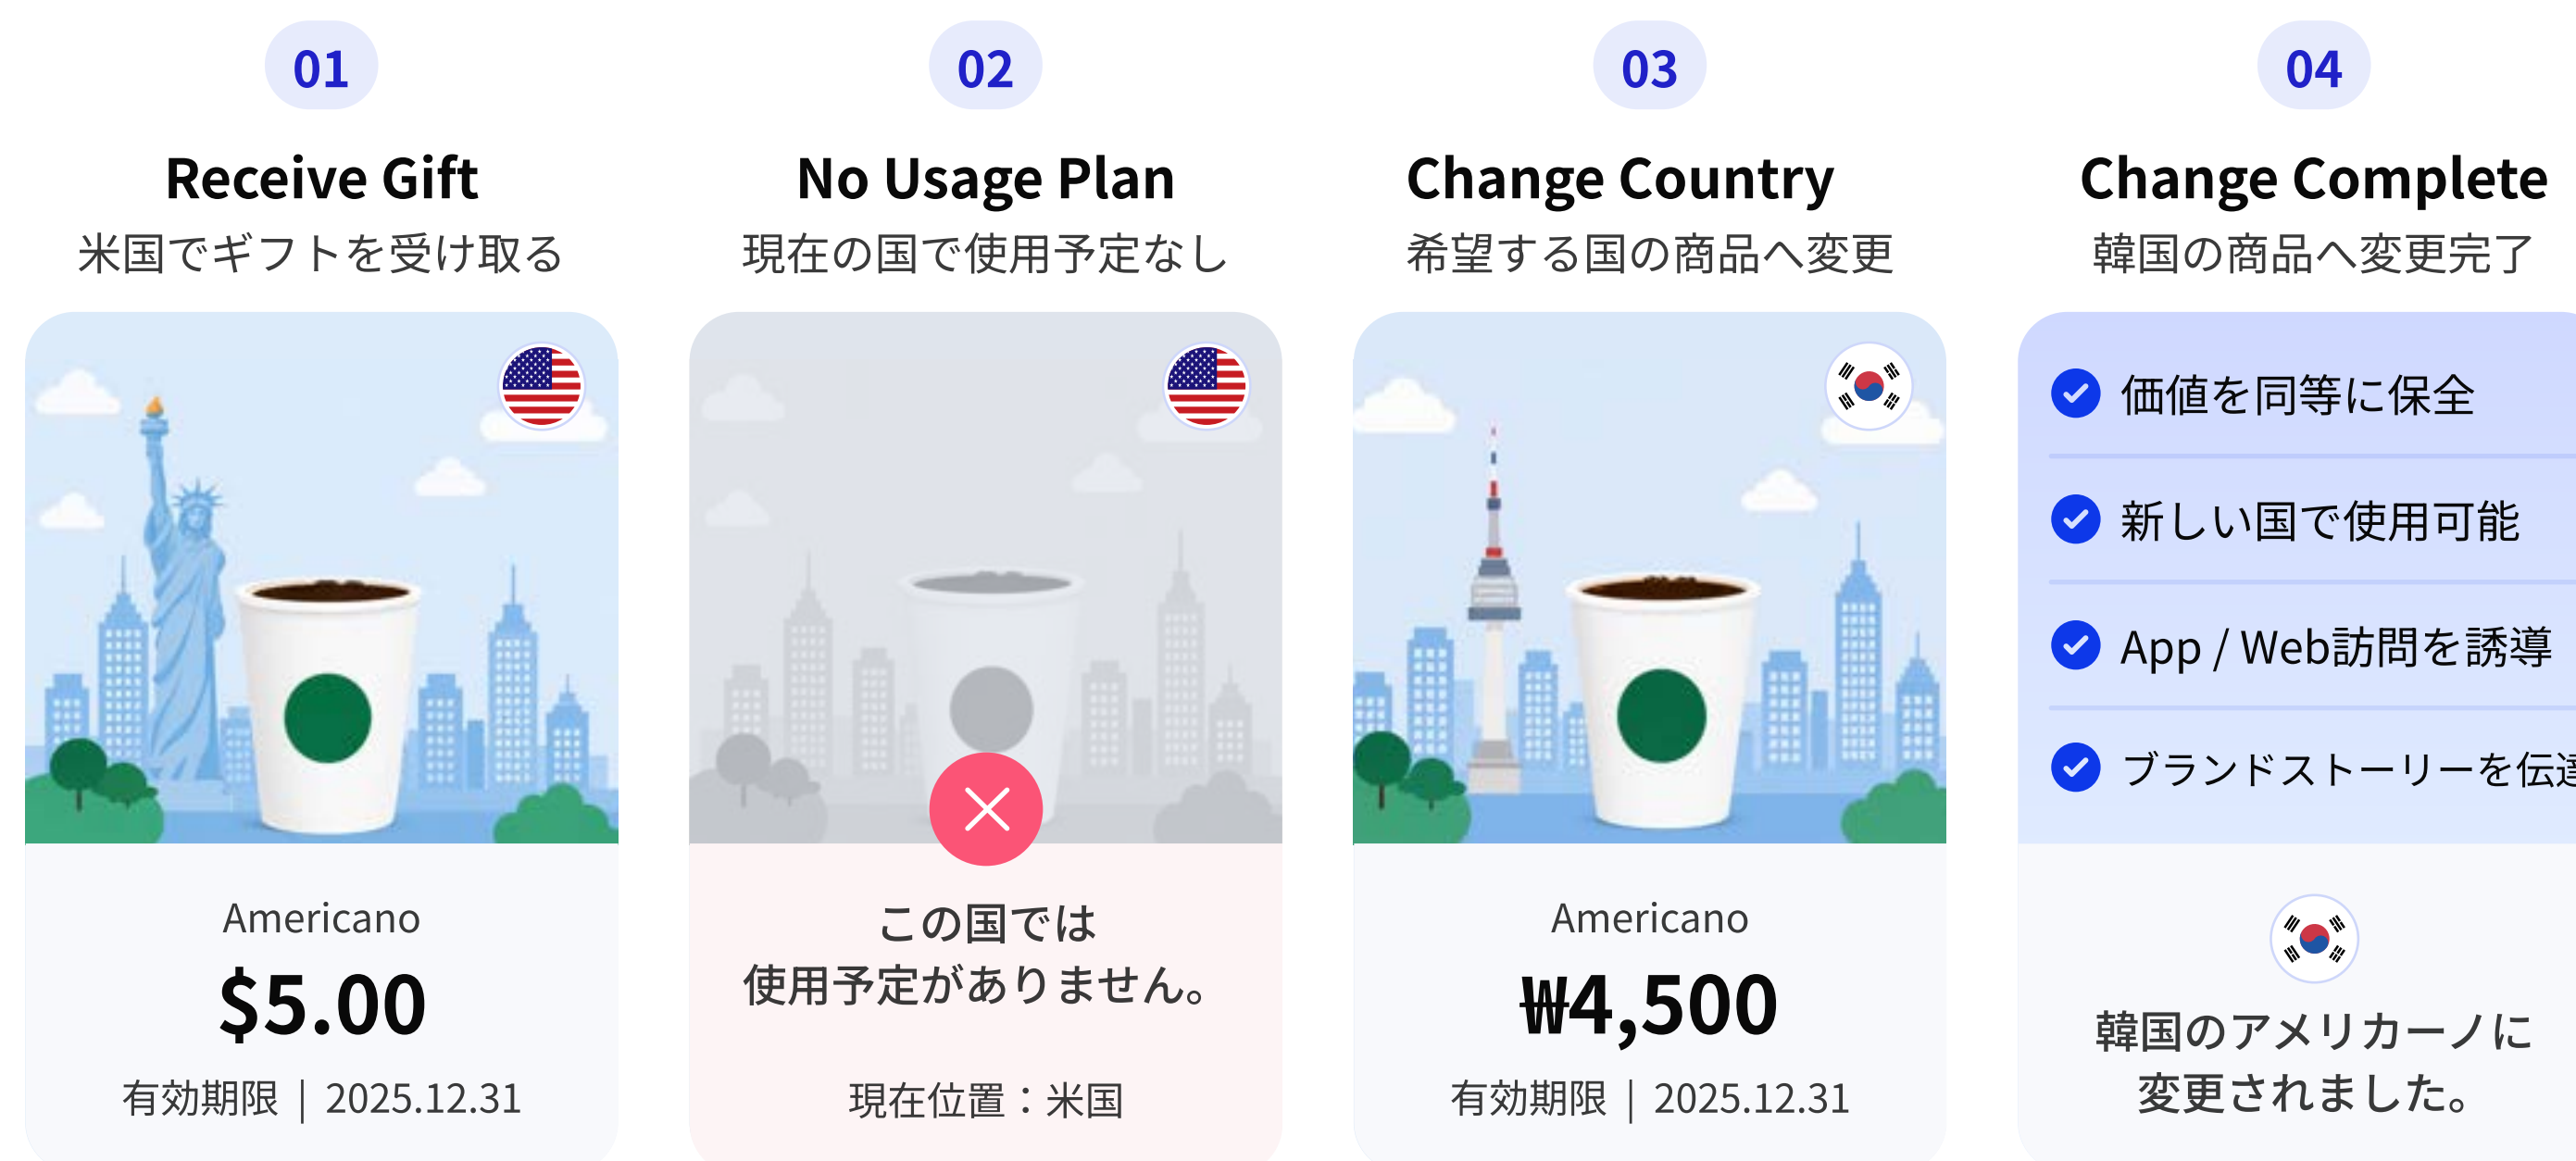 01
Receive Gift
米国でギフトを受け取る
Americano
$5.00
有効期限 | 2025.12.31
02
No Usage Plan
現在の国で使用予定なし
この国では
使用予定がありません。
現在位置：米国
03
Change Country
希望する国の商品へ変更
Americano
₩4,500
有効期限 | 2025.12.31
04
Change Complete
韓国の商品へ変更完了
価値を同等に保全
新しい国で使用可能
App / Web訪問を誘導
ブランドストーリーを伝達
韓国のアメリカーノに
変更されました。